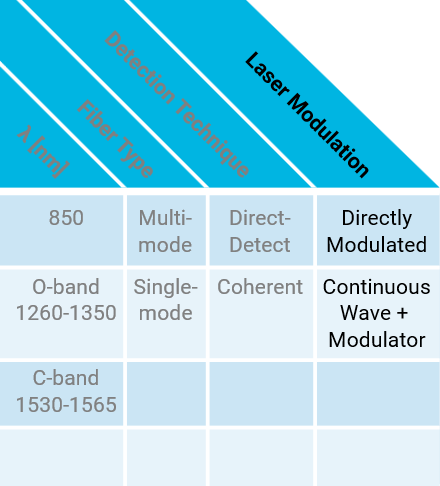 λ [nm]
Fiber Type
Detection Technique
Laser Modulation
850
Multi-
mode
Direct-
Detect
Directly
Modulated
O-band
1260-1350
Single-
mode
Coherent
Continuous
Wave +
Modulator
C-band
1530-1565